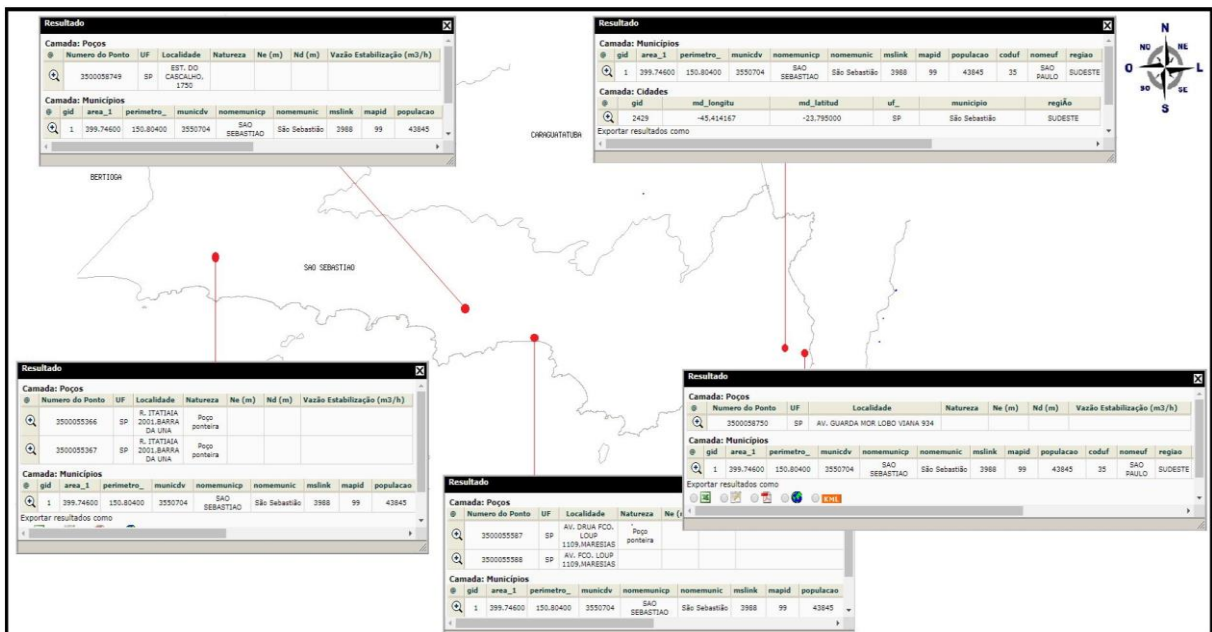 Resultado
Camada: Poços
@ Numero do Ponto UF Localidade Natureza Ne (m) Nd (m) Vazão Estabilização (m3/h)
3500058749 SP EST. DO CASCALHO, 1750
Camada: Municípios
@ gid area_1 perimetro_ municdv nomemunicp nomemunic mslink mapid populacao
1 399.74600 150.80400 3550704 SAO SEBASTIAO São Sebastião 3988 99 43845
Resultado
Camada: Municípios
@ gid area_1 perimetro_ municdv nomemunicp nomemunic mslink mapid populacao coduf nomeuf regiao
1 399.74600 150.80400 3550704 SAO SEBASTIAO São Sebastião 3988 99 43845 35 SAO PAULO SUDESTE
Camada: Cidades
@ gid md_longitu md_latitud uf_ municipio regiÃo
2429 -45.414167 -23.795000 SP São Sebastião SUDESTE
Exportar resultados como
N
NO NE
O L
SO SE
S
CARAGUATATUBA
BERTIOGA
SAO SEBASTIAO
Resultado
Camada: Poços
@ Numero do Ponto UF Localidade Natureza Ne (m) Nd (m) Vazão Estabilização (m3/h)
3500055366 SP R. ITATIAIA 2001,BARRA DA UNA Poço ponteira
3500055367 SP R. ITATIAIA 2001,BARRA DA UNA Poço ponteira
Camada: Municípios
@ gid area_1 perimetro_ municdv nomemunicp nomemunic mslink mapid populacao
1 399.74600 150.80400 3550704 SAO SEBASTIAO São Sebastião 3988 99 43845
Exportar resultados como
Resultado
Camada: Poços
@ Numero do Ponto UF Localidade Natureza Ne (m) Nd (m) Vazão Estabilização (m3/h)
3500058750 SP AV. GUARDA MOR LOBO VIANA 934
Camada: Municípios
@ gid area_1 perimetro_ municdv nomemunicp nomemunic mslink mapid populacao coduf nomeuf regiao
1 399.74600 150.80400 3550704 SAO SEBASTIAO São Sebastião 3988 99 43845 35 SAO PAULO SUDESTE
Exportar resultados como
KML
Resultado
Camada: Poços
@ Numero do Ponto UF Localidade Natureza Ne
3500055587 SP AV. DRUA FCO. LOUP 1109,MARESIAS Poço ponteira
3500055588 SP AV. FCO. LOUP 1109,MARESIAS
Camada: Municípios
@ gid area_1 perimetro_ municdv nomemunicp nomemunic mslink mapid populacao
1 399.74600 150.80400 3550704 SAO SEBASTIAO São Sebastião 3988 99 43845